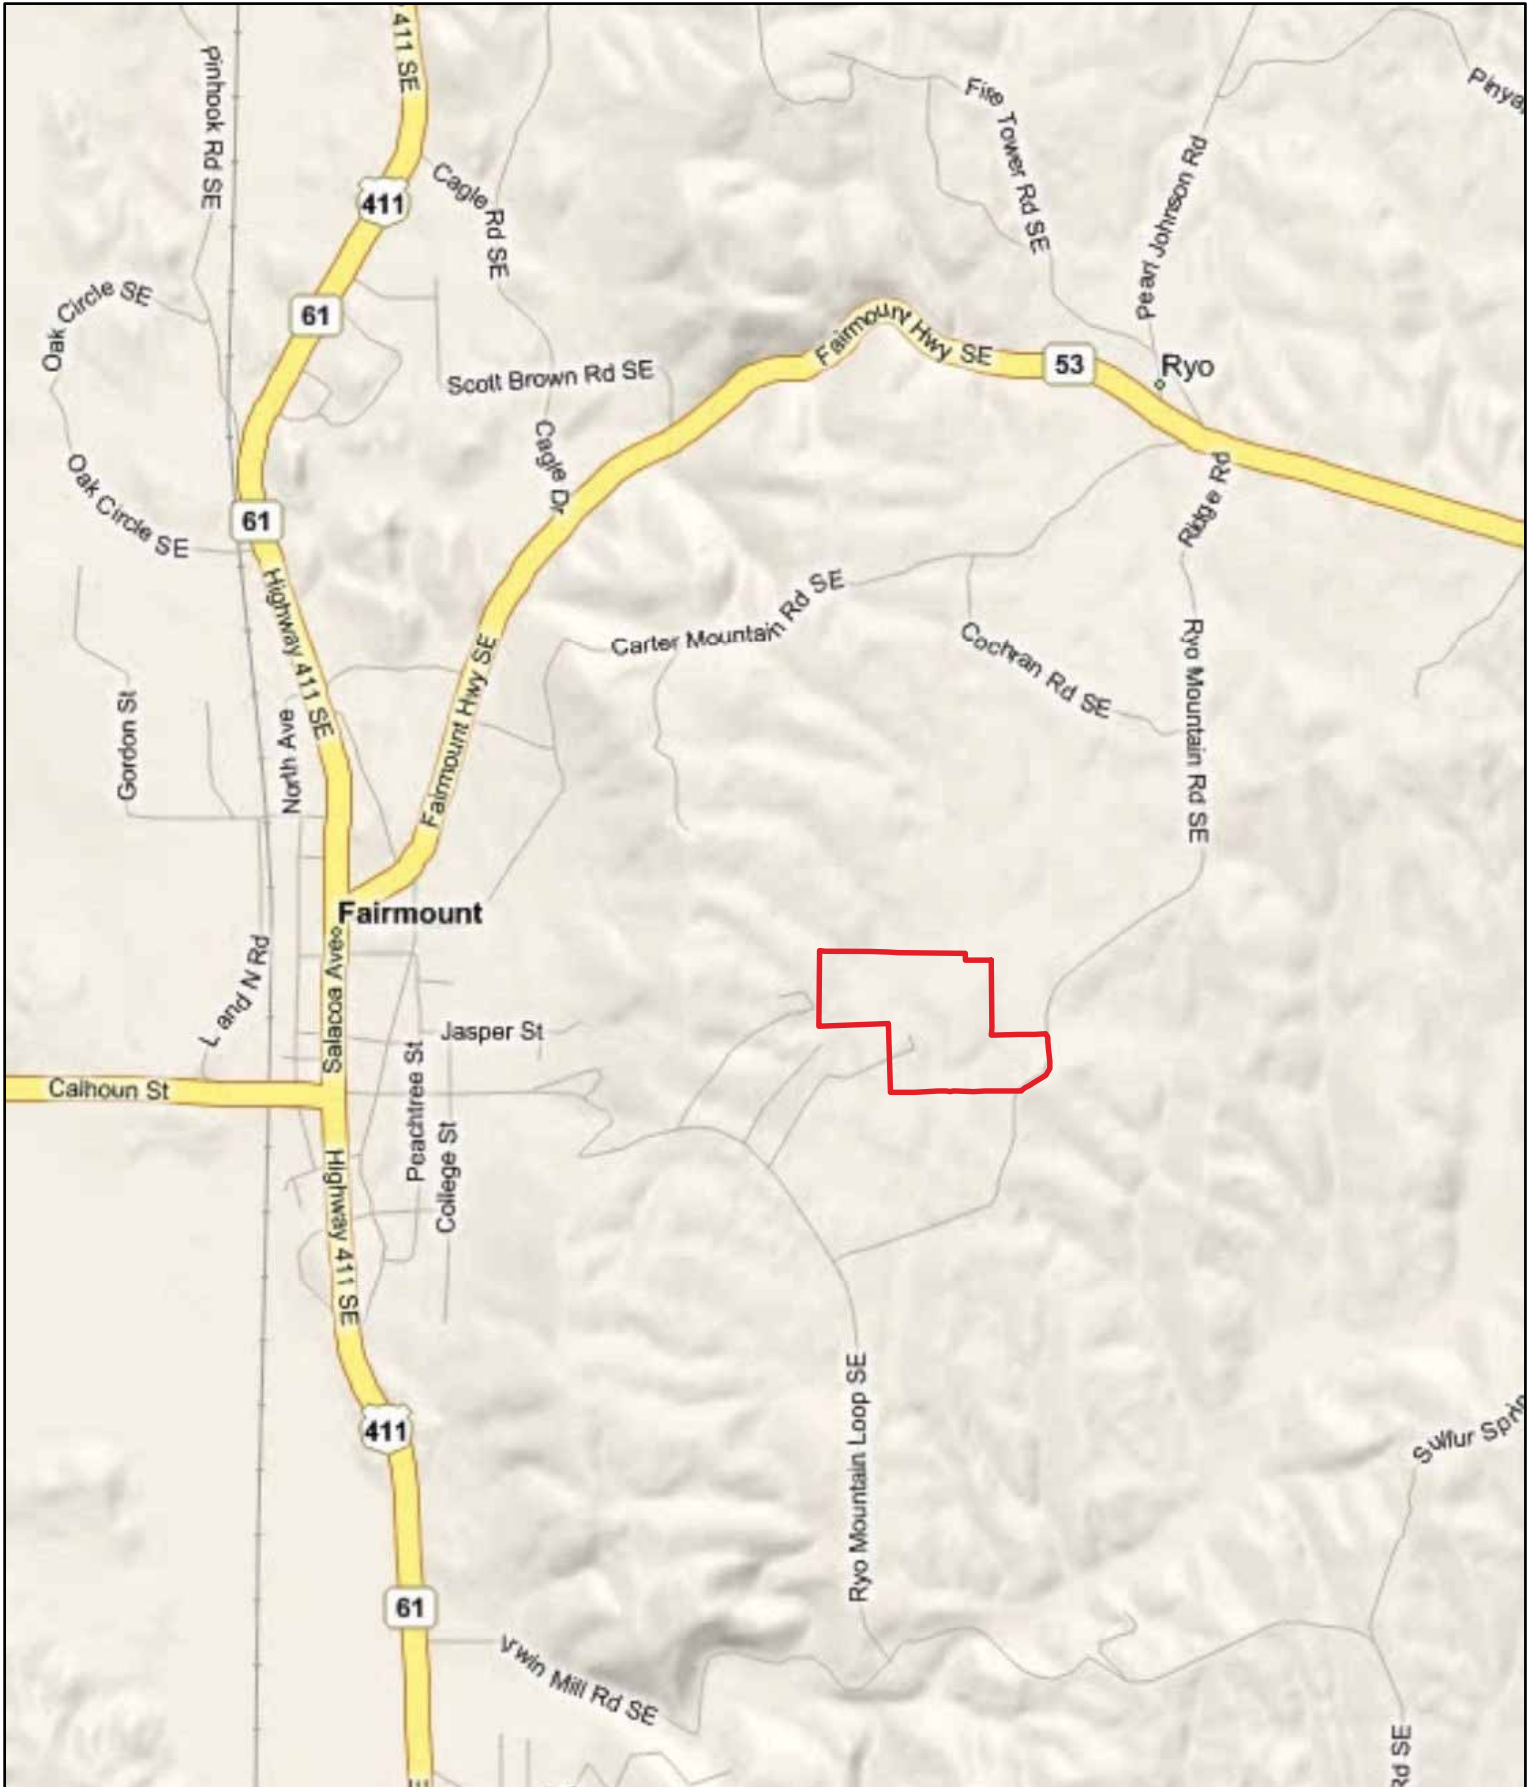 411 SE
Pinhook Rd SE
Fire Tower Rd SE
Pearl Johnson Rd
411
Cagle Rd SE
Oak Circle SE
61
Fairmount Hwy SE
53
Ryo
Scott Brown Rd SE
Cagle Dr
Ridge Rd
Oak Circle SE
61
Highway 411 SE
Carter Mountain Rd SE
Cochran Rd SE
Ryo Mountain Rd SE
Fairmount Hwy SE
Gordon St
North Ave
Fairmount
L and N Rd
Salacoa Ave
Jasper St
Peachtree St
Calhoun St
College St
Highway 411 SE
Ryo Mountain Loop SE
411
61
Irwin Mill Rd SE
Rd SE